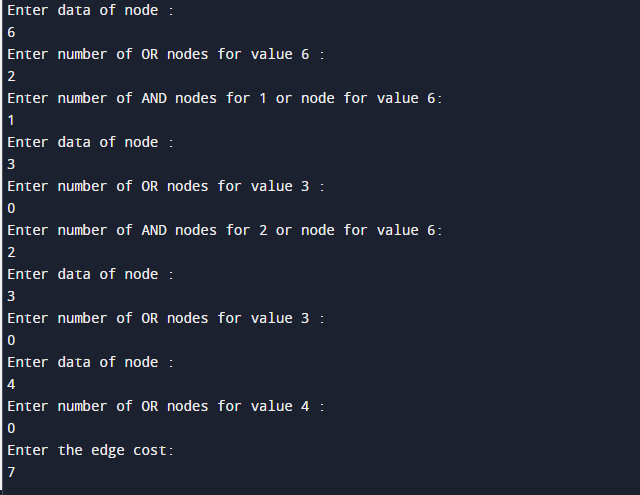 Enter data of node :
6
Enter number of OR nodes for value 6 :
2
Enter number of AND nodes for 1 or node for value 6:
1
Enter data of node :
3
Enter number of OR nodes for value 3 :
0
Enter number of AND nodes for 2 or node for value 6:
2
Enter data of node :
3
Enter number of OR nodes for value 3 :
0
Enter data of node :
4
Enter number of OR nodes for value 4 :
0
Enter the edge cost:
7